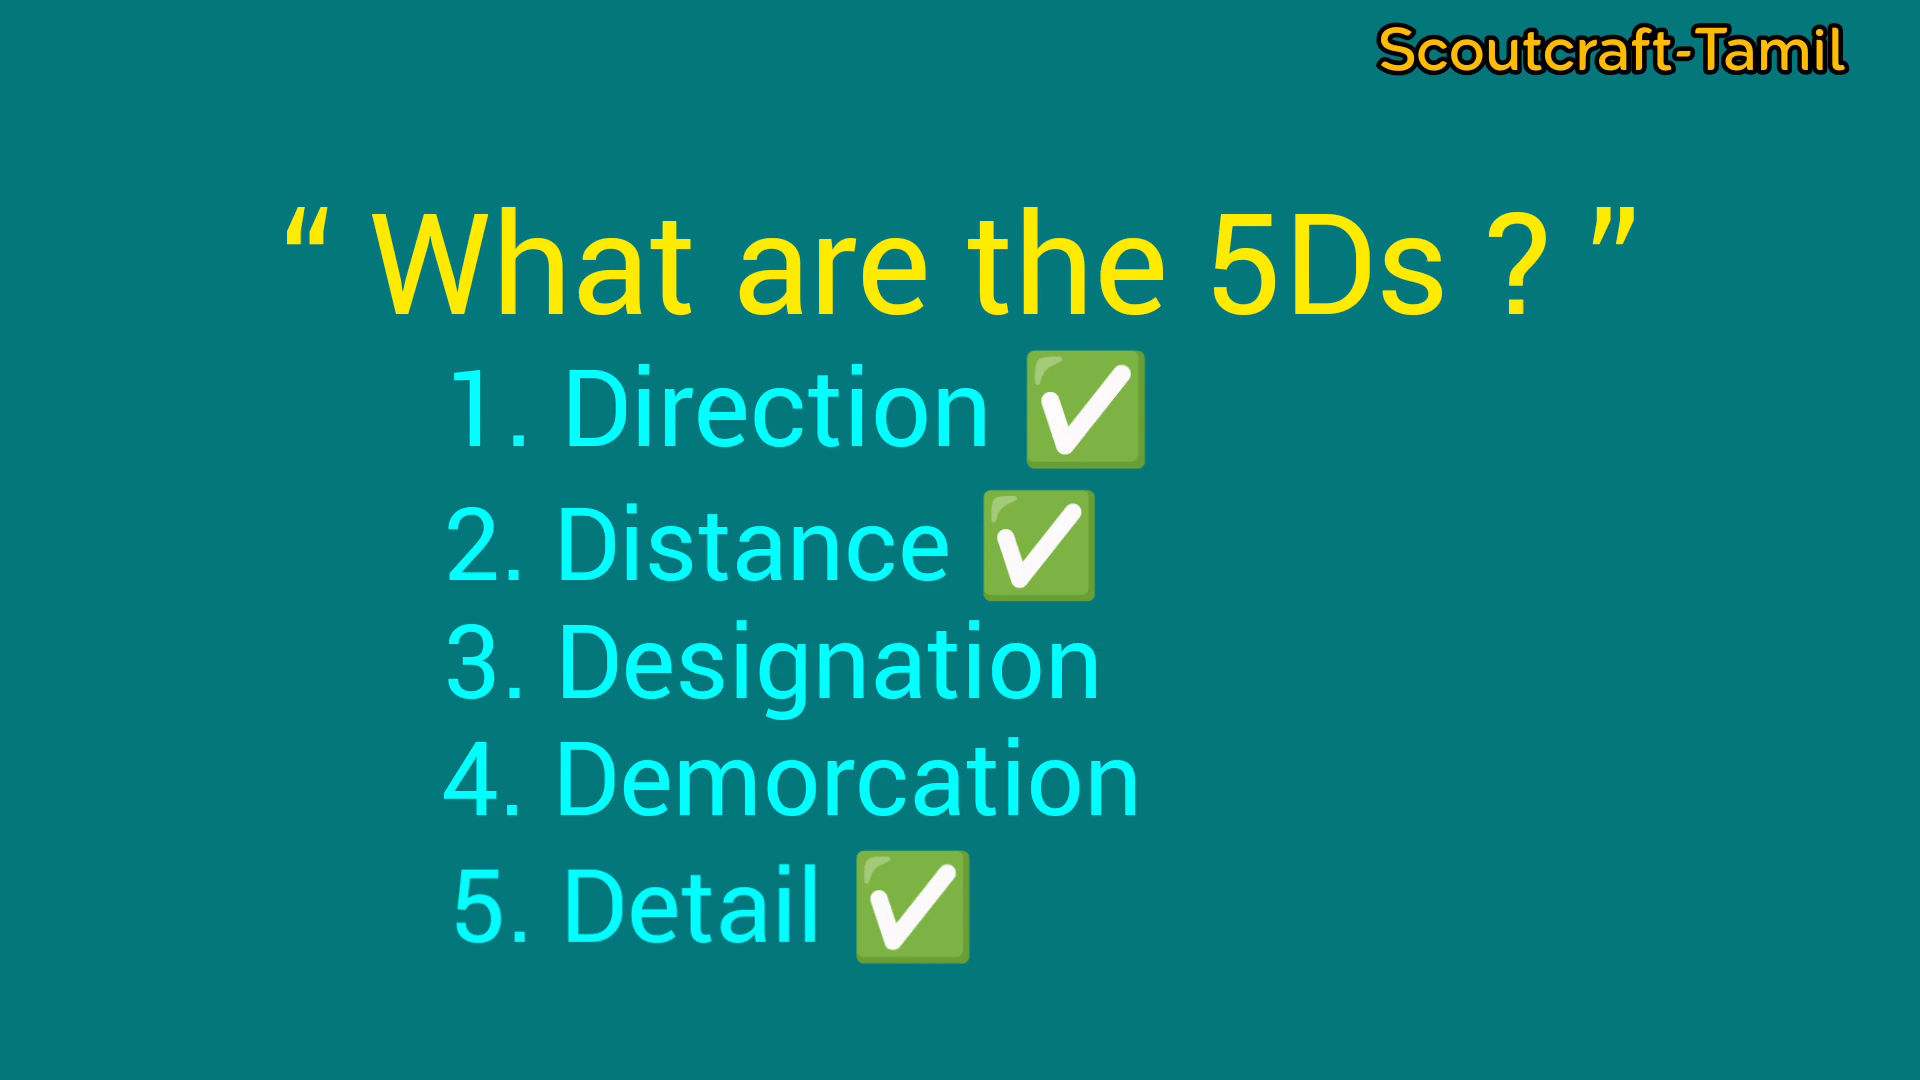 Scoutcraft-Tamil
“ What are the 5Ds ? ”
1. Direction ✅
2. Distance ✅
3. Designation
4. Demorcation
5. Detail ✅